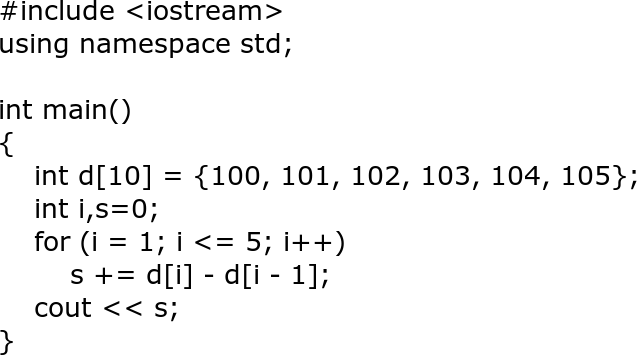 #include <iostream>
using namespace std;
int main()
{
int d[10] = {100, 101, 102, 103, 104, 105};
int i,s=0;
for (i = 1; i <= 5; i++)
s += d[i] - d[i - 1];
cout << s;
}